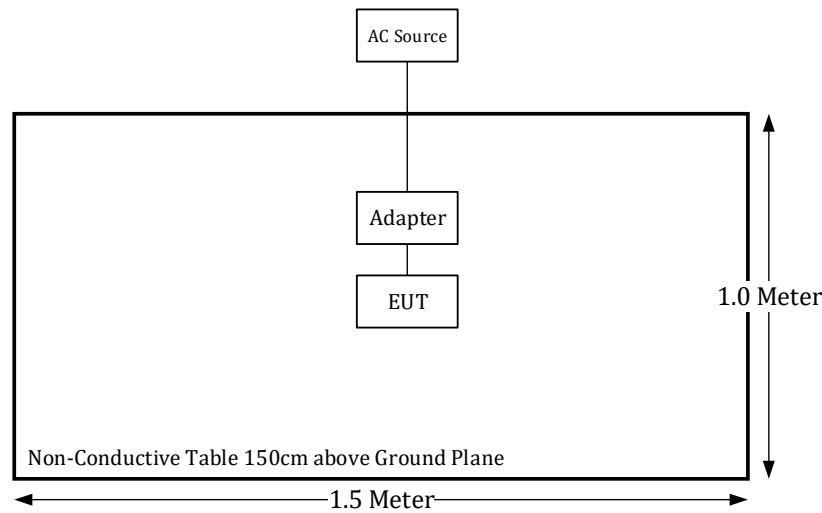 AC Source
Adapter
EUT
1.0 Meter
Non-Conductive Table 150cm above Ground Plane
1.5 Meter